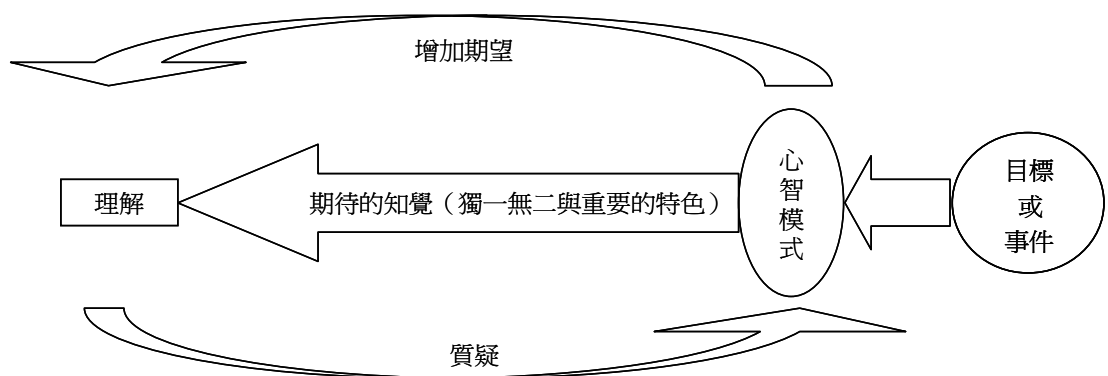 增加期望
理解
期待的知覺（獨一無二與重要的特色）
心
智
模
式
目標
或
事件
質疑